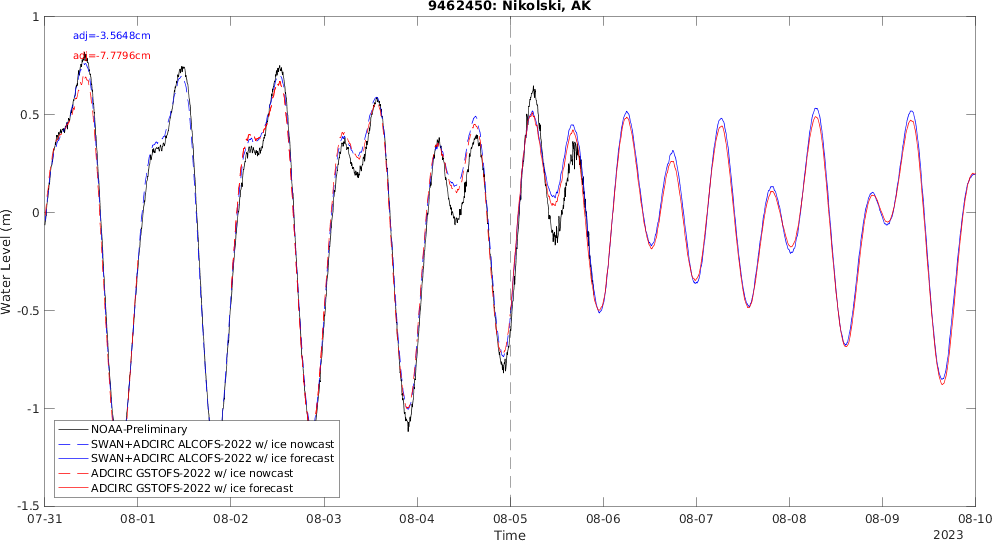 9462450: Nikolski, AK
adj=-3.5648cm
adj=-7.7796cm
Water Level (m)
1
0.5
0
-0.5
-1
-1.5
NOAA-Preliminary
SWAN+ADCIRC ALCOFS-2022 w/ ice nowcast
SWAN+ADCIRC ALCOFS-2022 w/ ice forecast
ADCIRC GSTOFS-2022 w/ ice nowcast
ADCIRC GSTOFS-2022 w/ ice forecast
07-31 08-01 08-02 08-03 08-04 08-05 08-06 08-07 08-08 08-09 08-10
Time
2023